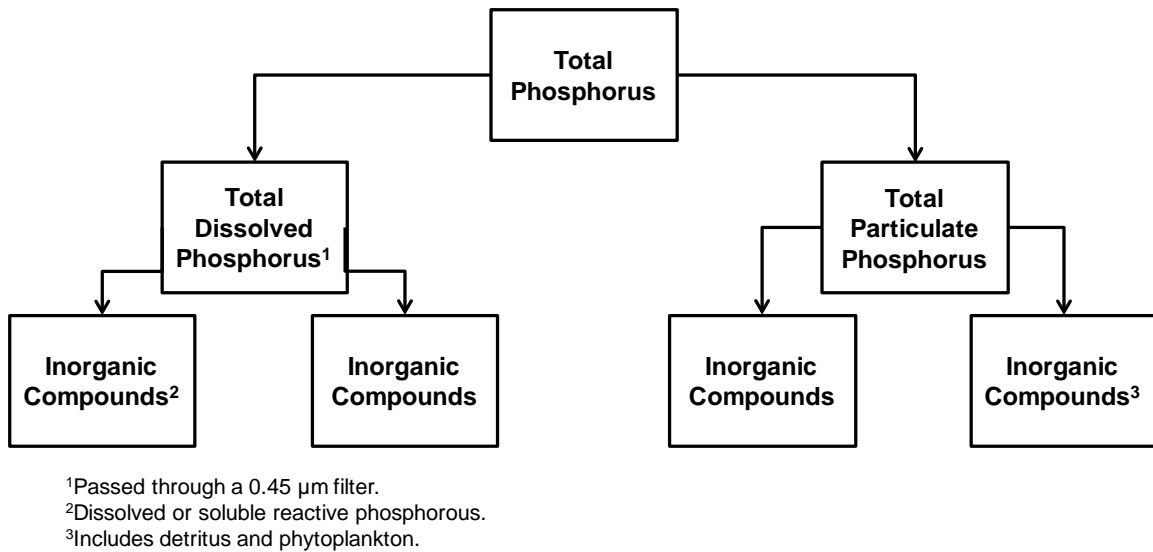 Total
Phosphorus
Total
Dissolved
Phosphorus¹
Total
Particulate
Phosphorus
Inorganic
Compounds²
Inorganic
Compounds
Inorganic
Compounds
Inorganic
Compounds³
¹Passed through a 0.45 µm filter.
²Dissolved or soluble reactive phosphorous.
³Includes detritus and phytoplankton.